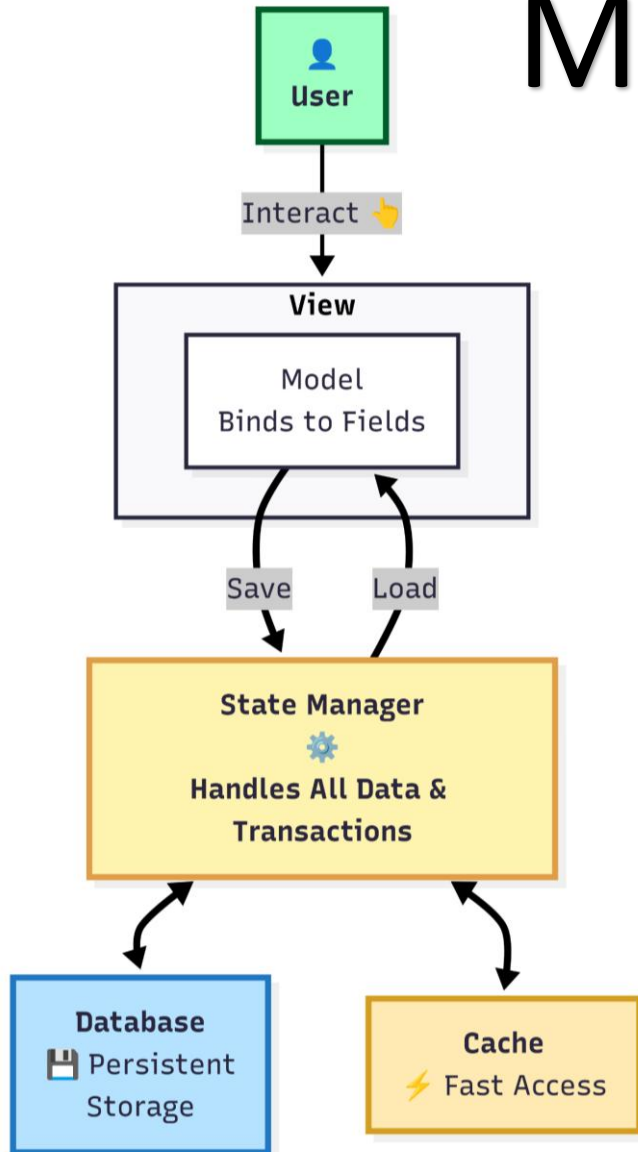 M
User
Interact 👆
View
Model
Binds to Fields
Save
Load
State Manager
Handles All Data &
Transactions
Database
Persistent
Storage
Cache
Fast Access